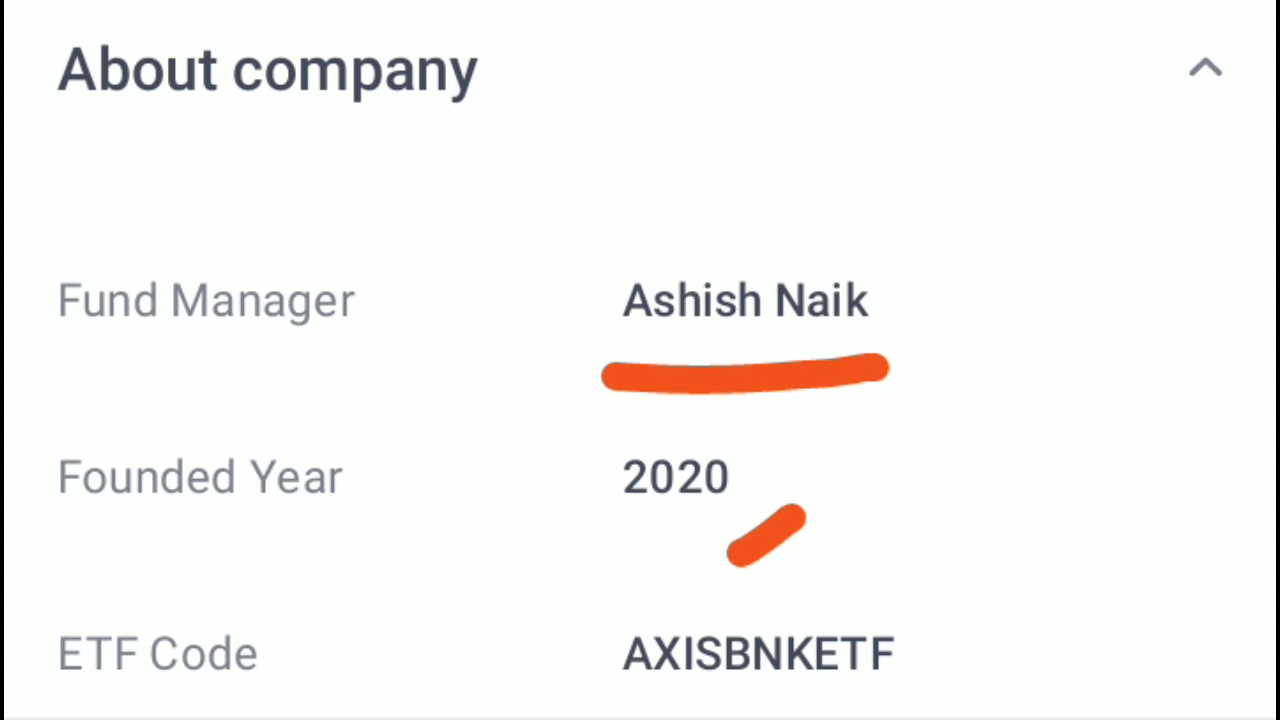 About company
Fund Manager Ashish Naik
Founded Year 2020
ETF Code AXISBNKETF